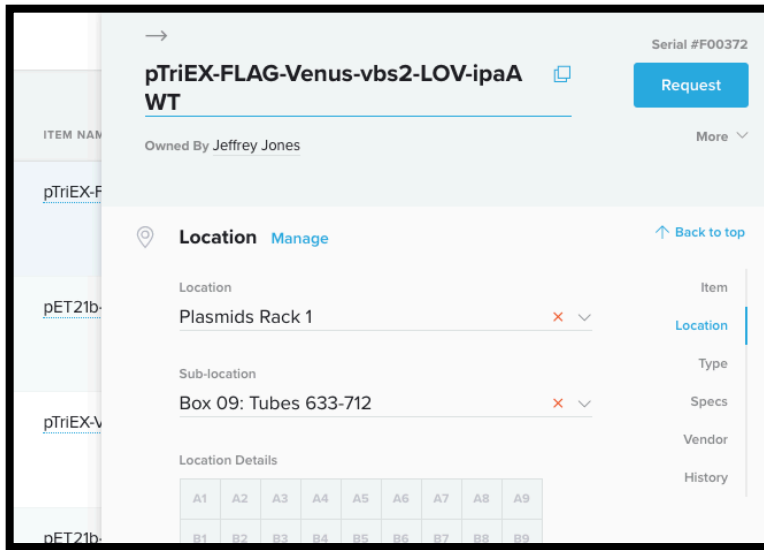 Serial #F00372
pTriEX-FLAG-Venus-vbs2-LOV-ipaA
WT
Request
ITEM NAM
Owned By Jeffrey Jones
More
pTriEX-F
Location Manage
Back to top
Location
Item
pET21b-
Plasmids Rack 1
Location
Type
Sub-location
Box 09: Tubes 633-712
Specs
pTriEX-V
Vendor
Location Details
History
A1 A2 A3 A4 A5 A6 A7 A8 A9
pET21b-
B1 B2 B3 B4 B5 B6 B7 B8 B9